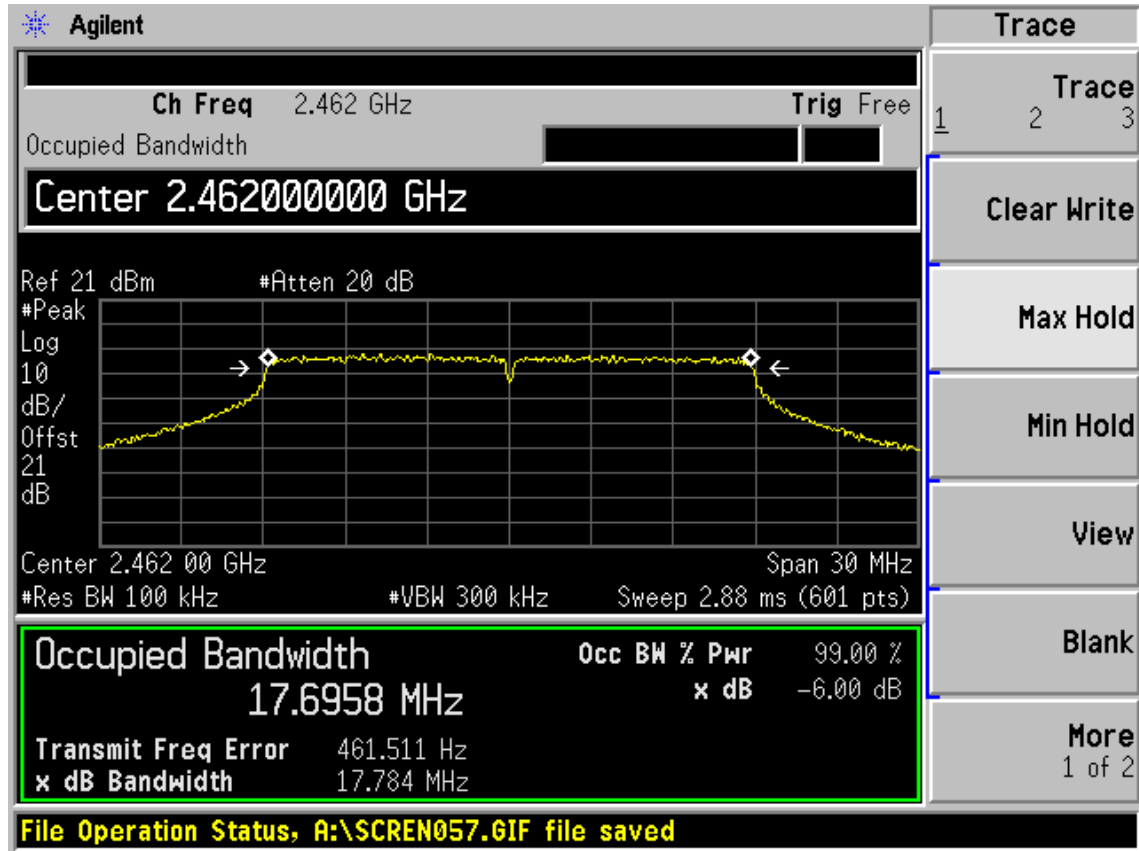 Agilent
Trace
Ch Freq 2.462 GHz Trig Free
Occupied Bandwidth
Center 2.462000000 GHz
Ref 21 dBm #Atten 20 dB
#Peak
Log
10
dB/
Offst
21
dB
Center 2.462 00 GHz Span 30 MHz
#Res BW 100 kHz #VBW 300 kHz Sweep 2.88 ms (601 pts)
Occupied Bandwidth Occ BW % Pwr 99.00 %
17.6958 MHz x dB -6.00 dB
Transmit Freq Error 461.511 Hz
x dB Bandwidth 17.784 MHz
File Operation Status, A:\SCREN057.GIF file saved
Trace
1 2 3
Clear Write
Max Hold
Min Hold
View
Blank
More
1 of 2